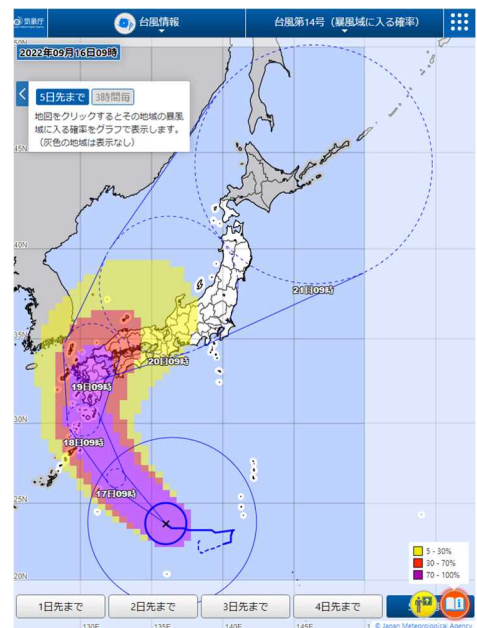 気象庁
台風情報
台風第14号（暴風域に入る確率）
50N
2022年09月16日09時
5日先まで 3時間毎
地図をクリックするとその地域の暴風
域に入る確率をグラフで表示します。
（灰色の地域は表示なし）
45N
40N
21日09時
35N
20日09時
19日09時
30N
18日09時
17日09時
25N
5 - 30%
30 - 70%
70 - 100%
20N
1日先まで
2日先まで
3日先まで
4日先まで
130E
135E
140E
© Japan Meteorological Agency